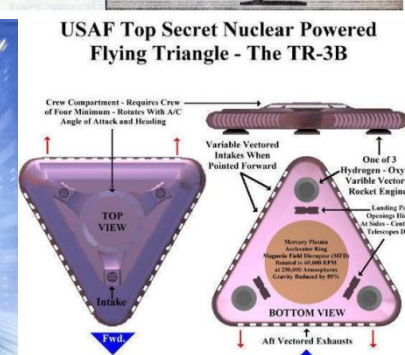 USAF Top Secret Nuclear Powered
Flying Triangle - The TR-3B
Crew Compartment - Requires Crew
of Four Minimum - Rotates With A/C
Angle of Attack and Heading
Variable Vectored
Intakes When
Pointed Forward
One of 3
Hydrogen - Oxy
Varible Vector
Rocket Engine
TOP
VIEW
Intake
Fwd.
Landing Pa
Openings Hi
At Sides - Cent
Telescopes D
Mercury Plasma
Accelerator Ring
Magnetic Field Disruptor (MFD)
Rotated to 60,000 RPM
at 250,000 Atmospheres
Gravity Reduced by 89%
BOTTOM VIEW
Aft Vectored Exhausts